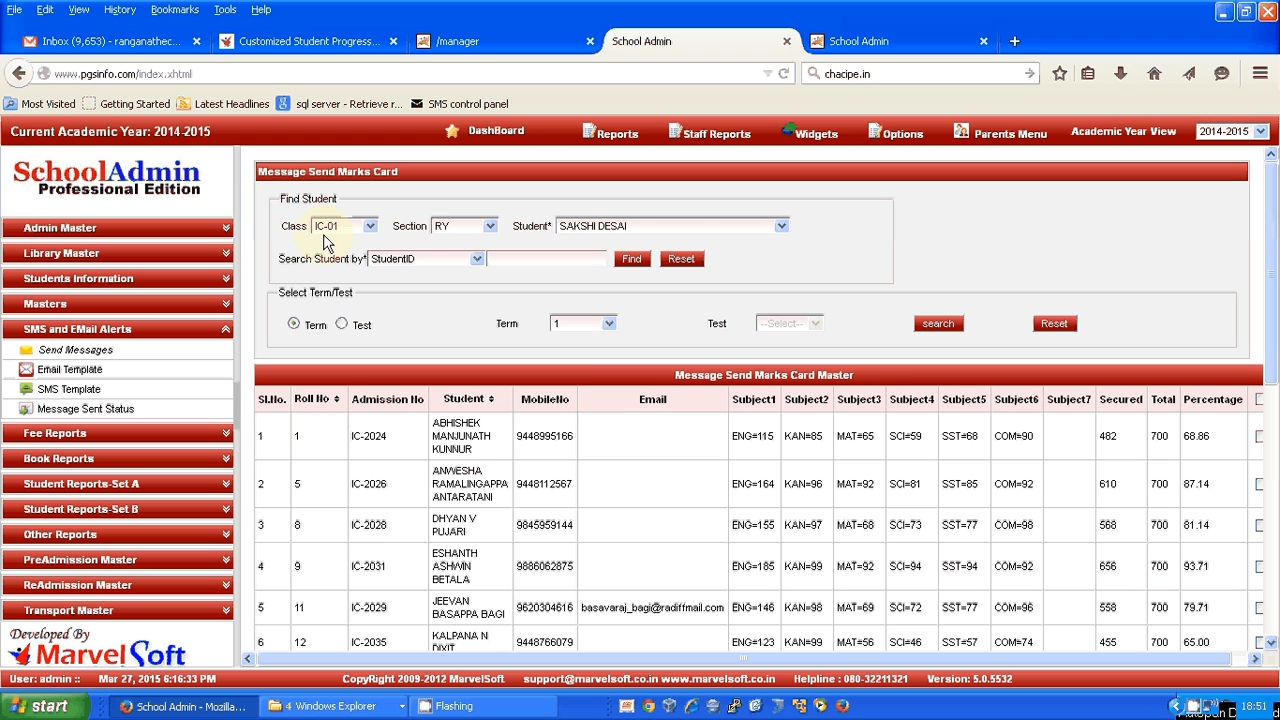 File Edit View History Bookmarks Tools Help
Inbox (9,653) - ranganathec... Customized Student Progress... /manager School Admin School Admin
www.pgsinfo.com/index.xhtml chacipe.in
Most Visited Getting Started Latest Headlines sql server - Retrieve r... SMS control panel
Current Academic Year: 2014-2015 DashBoard Reports Staff Reports Widgets Options Parents Menu Academic Year View 2014-2015
SchoolAdmin
Professional Edition
Admin Master
Library Master
Students Information
Masters
SMS and EMail Alerts
Send Messages
Email Template
SMS Template
Message Sent Status
Fee Reports
Book Reports
Student Reports-Set A
Student Reports-Set B
Other Reports
PreAdmission Master
ReAdmission Master
Transport Master
Developed By
MarvelSoft
Message Send Marks Card
Find Student
Class IC-01 Section RY Student* SAKSHI DESAI
Search Student by* StudentID Find Reset
Select Term/Test
Term Test Term 1 Test --Select-- search Reset
Message Send Marks Card Master
Sl.No. Roll No Admission No Student MobileNo Email Subject1 Subject2 Subject3 Subject4 Subject5 Subject6 Subject7 Secured Total Percentage
1 1 IC-2024 ABHISHEK MANJUNATH KUNNUR 9448995166 ENG=115 KAN=85 MAT=65 SCI=59 SST=68 COM=90 482 700 68.86
2 5 IC-2026 ANWESHA RAMALINGAPPA ANTARATANI 9448112567 ENG=164 KAN=96 MAT=92 SCI=81 SST=85 COM=92 610 700 87.14
3 8 IC-2028 DHYAN V PUJARI 9845959144 ENG=155 KAN=97 MAT=68 SCI=73 SST=77 COM=98 568 700 81.14
4 9 IC-2031 ESHANTH ASHWIN BETALA 9886062875 ENG=185 KAN=99 MAT=92 SCI=94 SST=94 COM=92 656 700 93.71
5 11 IC-2029 JEEVAN BASAPPA BAGI 9620304616 basavaraj_bagi@radiffmail.com ENG=146 KAN=98 MAT=69 SCI=72 SST=77 COM=96 558 700 79.71
6 12 IC-2035 KALPANA N DIXIT 9448766079 ENG=123 KAN=99 MAT=56 SCI=46 SST=57 COM=74 455 700 65.00
User: admin :: Mar 27, 2015 6:16:33 PM CopyRight 2009-2012 MarvelSoft support@marvelsoft.co.in www.marvelsoft.co.in Helpline : 080-32211321 Version: 5.0.5532
start School Admin - Mozilla... 4 Windows Explorer Flashing 18:51